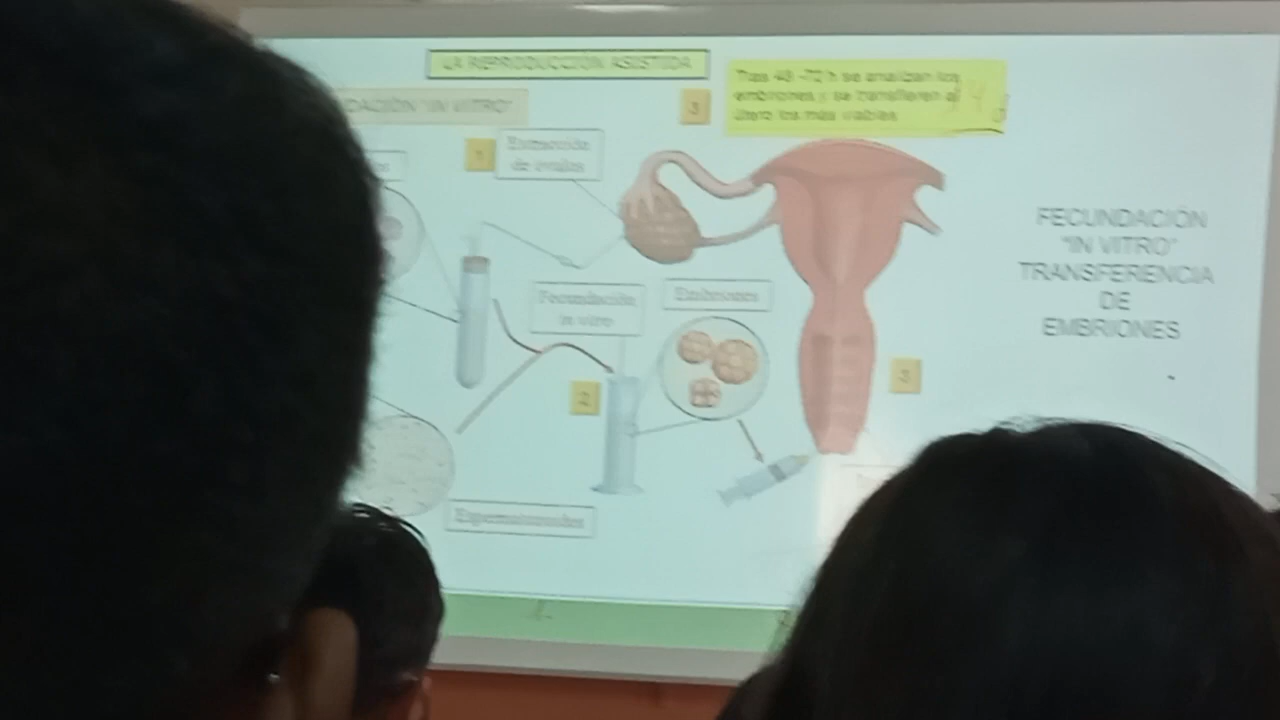 LA REPRODUCCIÓN ASISTIDA
DACIÓN "IN VITRO"
3
Tras 48 -72 h se analizan los
embriones y se transfieren al
útero los más viables
1
Extracción
de óvulos
FECUNDACIÓN
"IN VITRO"
TRANSFERIENCIA
DE
EMBRIONES
Fecundación
in vitro
Embriones
2
3
Espermatozoides